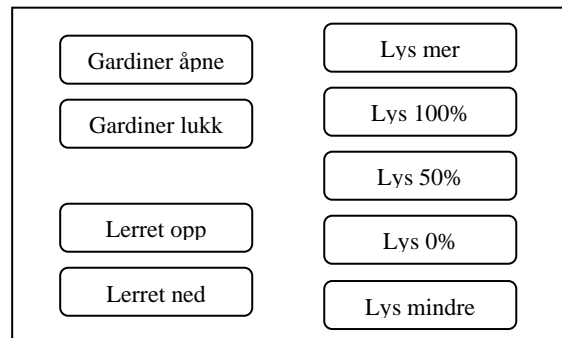 Gardiner åpne
Gardiner lukk
Lerret opp
Lerret ned
Lys mer
Lys 100%
Lys 50%
Lys 0%
Lys mindre